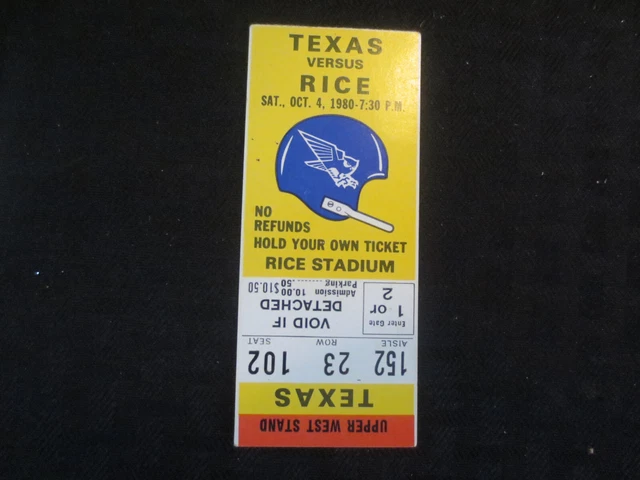 TEXAS
VERSUS
RICE
SAT., OCT. 4, 1980-7:30 P.M.
NO
REFUNDS
HOLD YOUR OWN TICKET
RICE STADIUM
UPPER WEST STAND
TEXAS
152 23 102
AISLE ROW SEAT
Enter Gate
1 or
2
VOID IF
DETACHED
Admission 10.00
Parking .50
$10.50